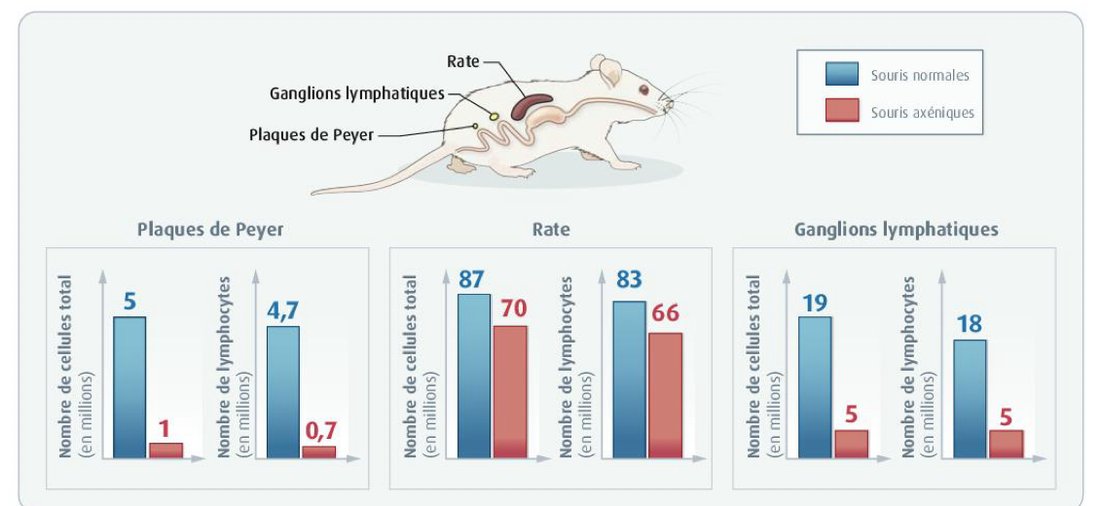 Rate
Ganglions lymphatiques
Plaques de Peyer
Souris normales
Souris axéniques
Plaques de Peyer
Nombre de cellules total
(en millions)
5
1
Nombre de lymphocytes
(en millions)
4,7
0,7
Rate
Nombre de cellules total
(en millions)
87
70
Nombre de lymphocytes
(en millions)
83
66
Ganglions lymphatiques
Nombre de cellules total
(en millions)
19
5
Nombre de lymphocytes
(en millions)
18
5